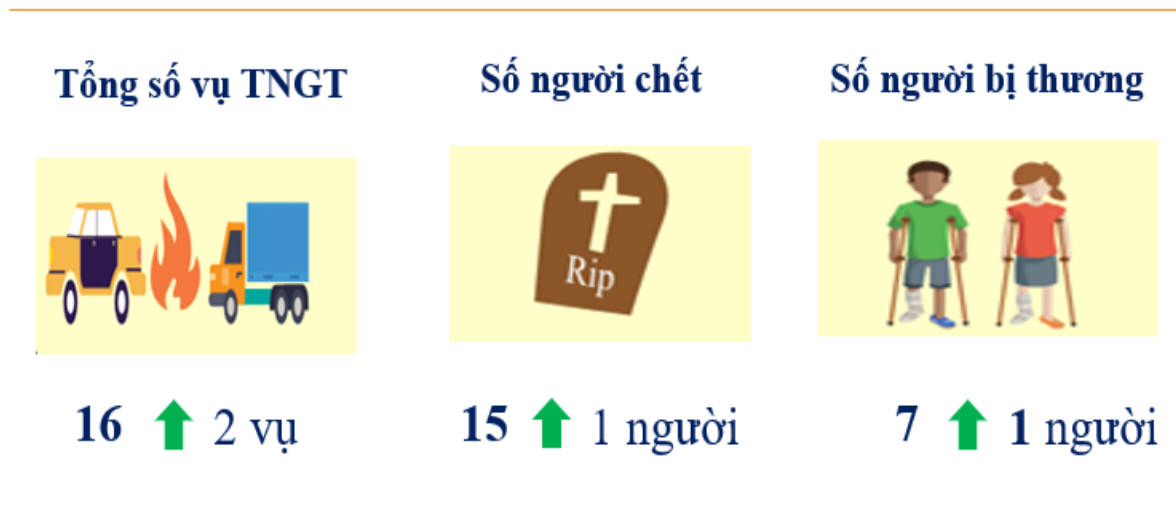 Tổng số vụ TNGT
Số người chết
Số người bị thương
Rip
16 2 vụ
15 1 người
7 1 người